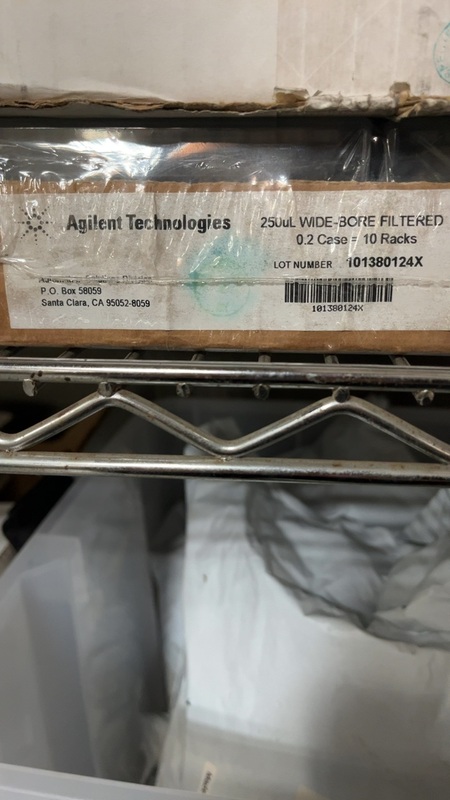 Agilent Technologies
250uL WIDE-BORE FILTERED
0.2 Case = 10 Racks
LOT NUMBER 101380124X
101380124X
P.O. Box 58059
Santa Clara, CA 95052-8059